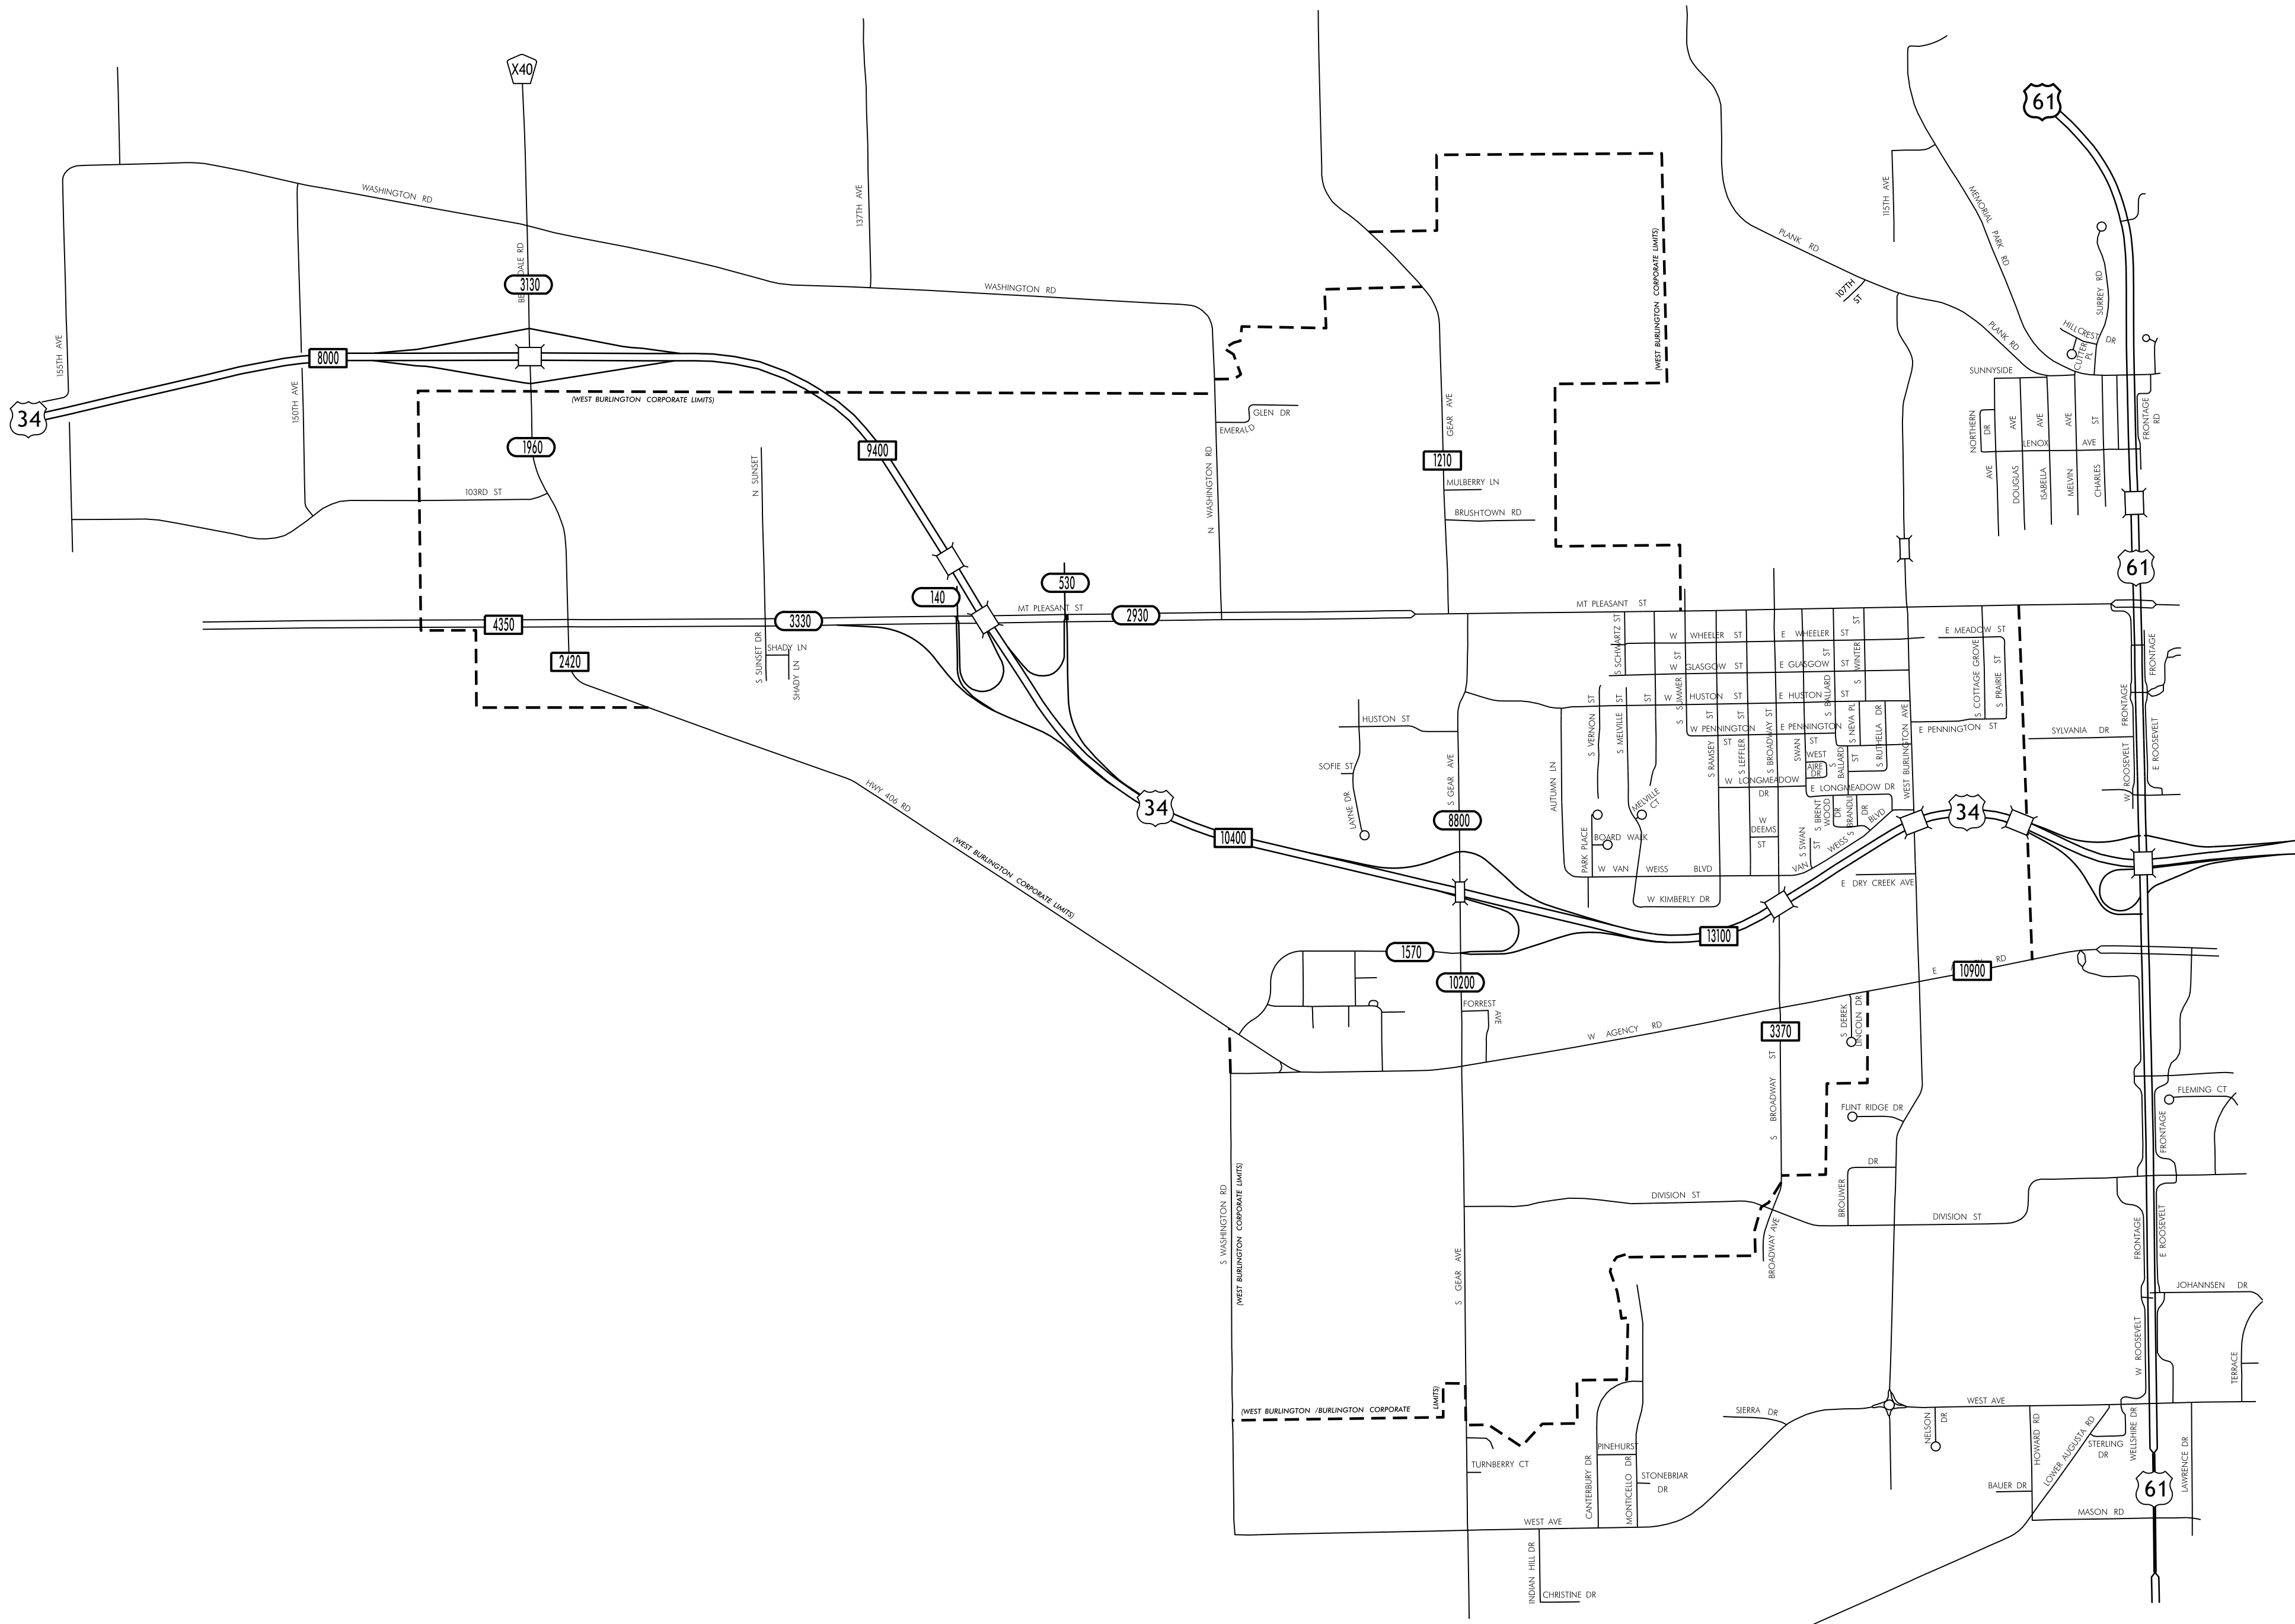 X40
61
WASHINGTON RD
137TH AVE
115TH AVE
MEMORIAL PARK RD
PLANK RD
(WEST BURLINGTON CORPORATE LIMITS)
3130
WASHINGTON RD
107TH ST
SURREY RD
HILLCREST DR
CUTTER PL
PLANK RD
155TH AVE
8000
150TH AVE
SUNNYSIDE
34
(WEST BURLINGTON CORPORATE LIMITS)
GLEN DR
EMERALD
GEAR AVE
NORTHERN DR
AVE
DOUGLAS AVE
LENOX AVE
ISABELLA AVE
MELVIN AVE
CHARLES ST
FRONTAGE RD
1960
9400
1210
N SUNSET
N WASHINGTON RD
103RD ST
MULBERRY LN
BRUSHTOWN RD
61
140
530
MT PLEASANT ST
2930
MT PLEASANT ST
4350
3330
2420
S SUNSET DR
SHADY LN
SHADY LN
S SCHWARTZ ST
W WHEELER ST
E WHEELER ST
E MEADOW ST
W GLASGOW ST
E GLASGOW ST
S WINTER ST
S COTTAGE GROVE
S PRAIRIE ST
W HUSTON ST
E HUSTON ST
S SUMMER ST
S BALLARD ST
HUSTON ST
S VERNON ST
S MELVILLE ST
W PENNINGTON ST
E PENNINGTON ST
E PENNINGTON ST
S NEVA PL
S RUTHELLA DR
SYLVANIA DR
FRONTAGE
FRONTAGE
W ROOSEVELT
E ROOSEVELT
S RAMSEY ST
S LEFFLER ST
S BROADWAY ST
SWAN
WEST AIRE DR
S BALLARD ST
WEST BURLINGTON AVE
SOFIE ST
LAYNE DR
S GEAR AVE
AUTUMN LN
W LONGMEADOW DR
E LONGMEADOW DR
HWY 406 RD
34
10400
8800
MELVILLE CT
PARK PLACE
BOARD WALK
W DEEMS ST
S SWAN ST
S BRENT WOOD DR
DR
34
W VAN WEISS BLVD
VAN WEISS BLVD
E DRY CREEK AVE
W KIMBERLY DR
(WEST BURLINGTON CORPORATE LIMITS)
13100
1570
10200
E RD
10900
FORREST AVE
W AGENCY RD
3370
S DEREK LINCOLN DR
FLINT RIDGE DR
FLEMING CT
FRONTAGE
S BROADWAY ST
BROUWER DR
S WASHINGTON RD
(WEST BURLINGTON CORPORATE LIMITS)
DIVISION ST
DIVISION ST
BROADWAY AVE
FRONTAGE
E ROOSEVELT
S GEAR AVE
JOHANNSEN DR
W ROOSEVELT
TERRACE
(WEST BURLINGTON /BURLINGTON CORPORATE LIMITS)
SIERRA DR
WEST AVE
NELSON DR
HOWARD RD
LOWER AUGUSTA RD
STERLING DR
WELLSHIRE DR
LAWRENCE DR
PINEHURST
TURNBERRY CT
CANTERBURY DR
MONTICELLO DR
STONEBRIAR DR
BAUER DR
61
MASON RD
WEST AVE
INDIAN HILL DR
CHRISTINE DR